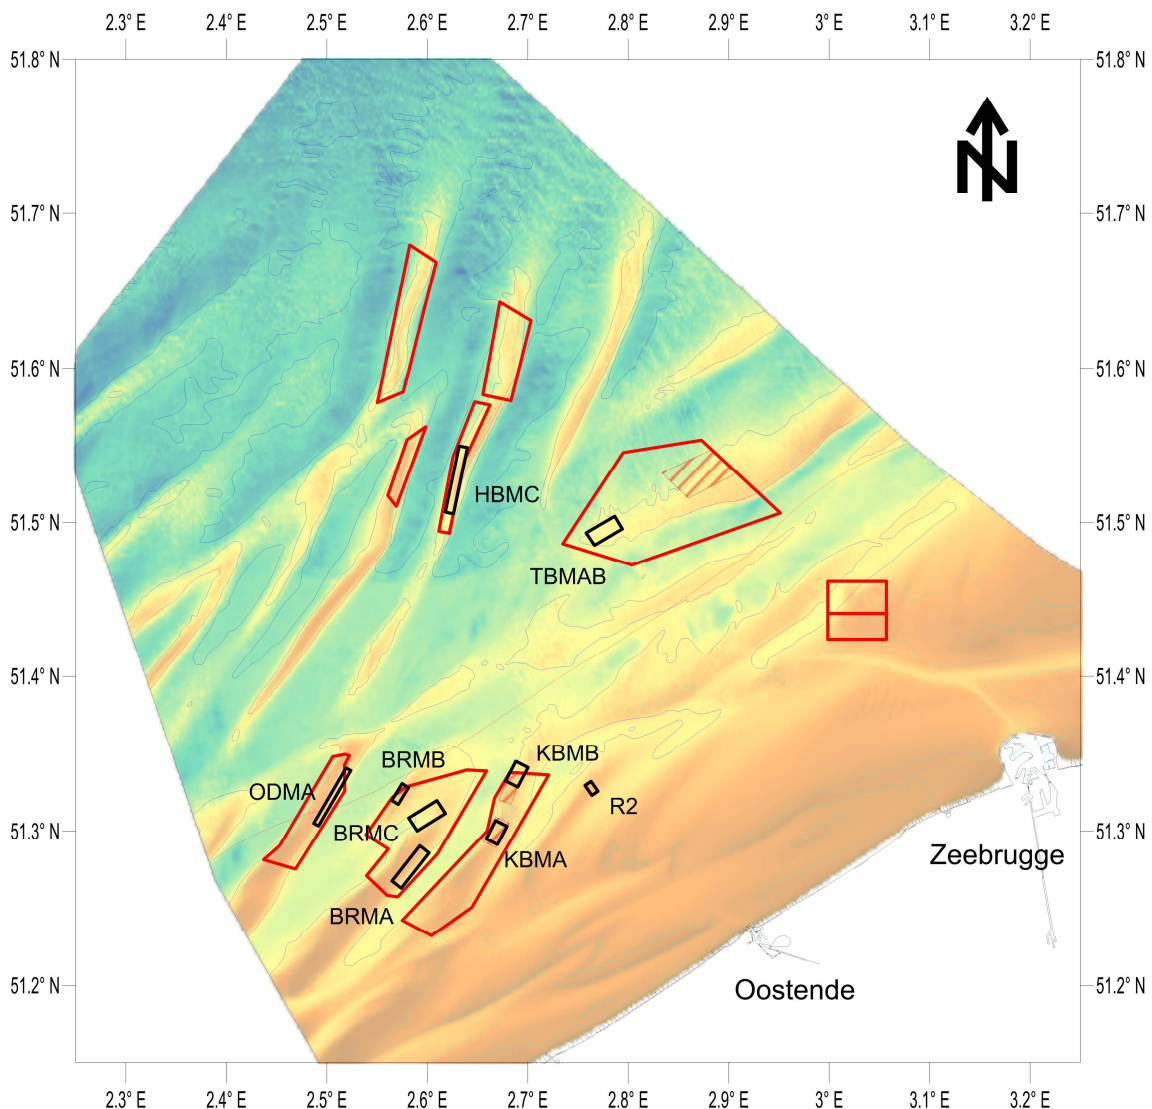 2.3° E 2.4° E 2.5° E 2.6° E 2.7° E 2.8° E 2.9° E 3° E 3.1° E 3.2° E
51.8° N 51.8° N
N
51.7° N 51.7° N
51.6° N 51.6° N
HBMC
51.5° N 51.5° N
TBMAB
51.4° N 51.4° N
BRMB KBMB
ODMA R2
51.3° N BRMC 51.3° N
KBMA Zeebrugge
BRMA
51.2° N Oostende 51.2° N
2.3° E 2.4° E 2.5° E 2.6° E 2.7° E 2.8° E 2.9° E 3° E 3.1° E 3.2° E